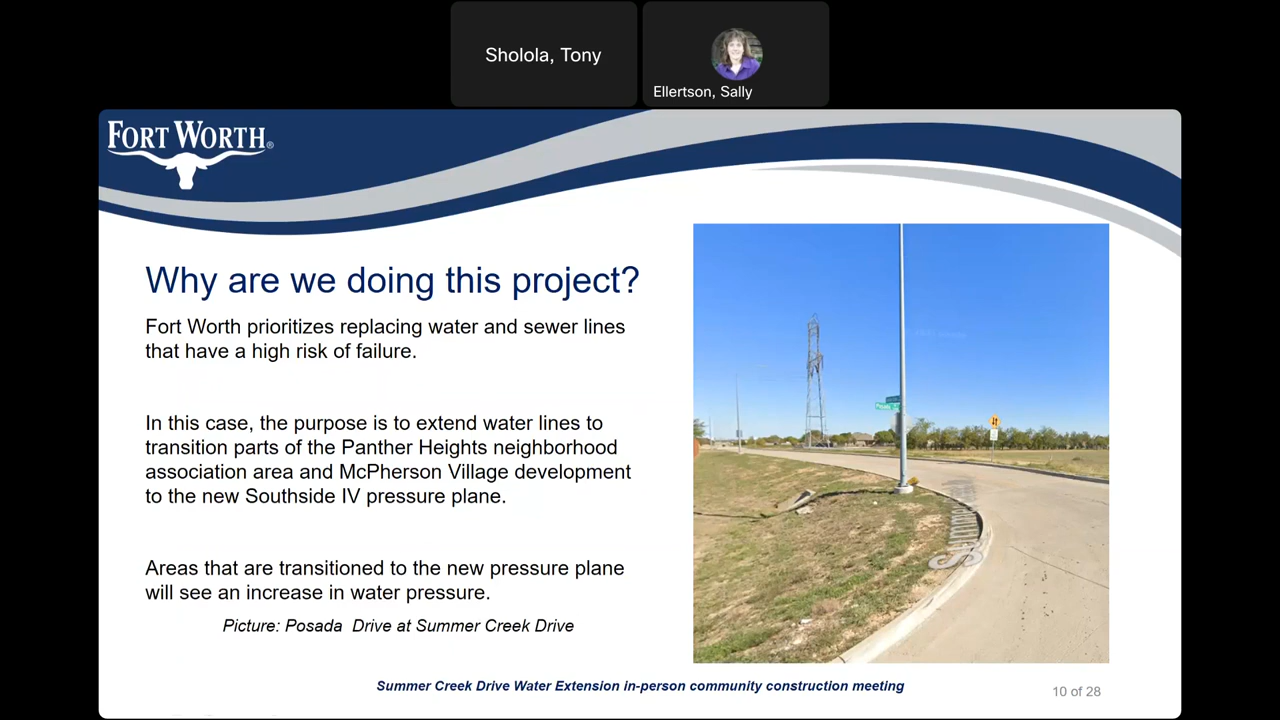 Sholola, Tony
Ellertson, Sally
FORT WORTH®
Why are we doing this project?
Fort Worth prioritizes replacing water and sewer lines
that have a high risk of failure.
In this case, the purpose is to extend water lines to
transition parts of the Panther Heights neighborhood
association area and McPherson Village development
to the new Southside IV pressure plane.
Areas that are transitioned to the new pressure plane
will see an increase in water pressure.
Picture: Posada Drive at Summer Creek Drive
Posada
Summer
Summer Creek Drive Water Extension in-person community construction meeting
10 of 28